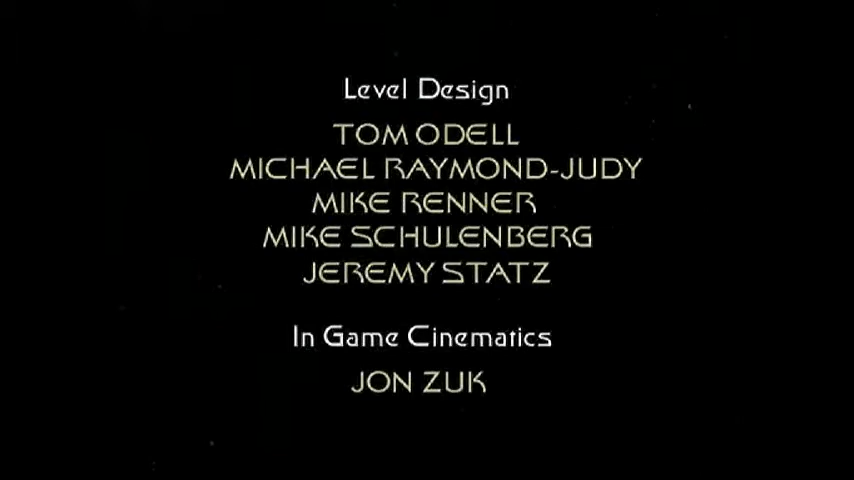 Level Design
TOM ODELL
MICHAEL RAYMOND-JUDY
MIKE RENNER
MIKE SCHULENBERG
JEREMY STATZ
In Game Cinematics
JON ZUK